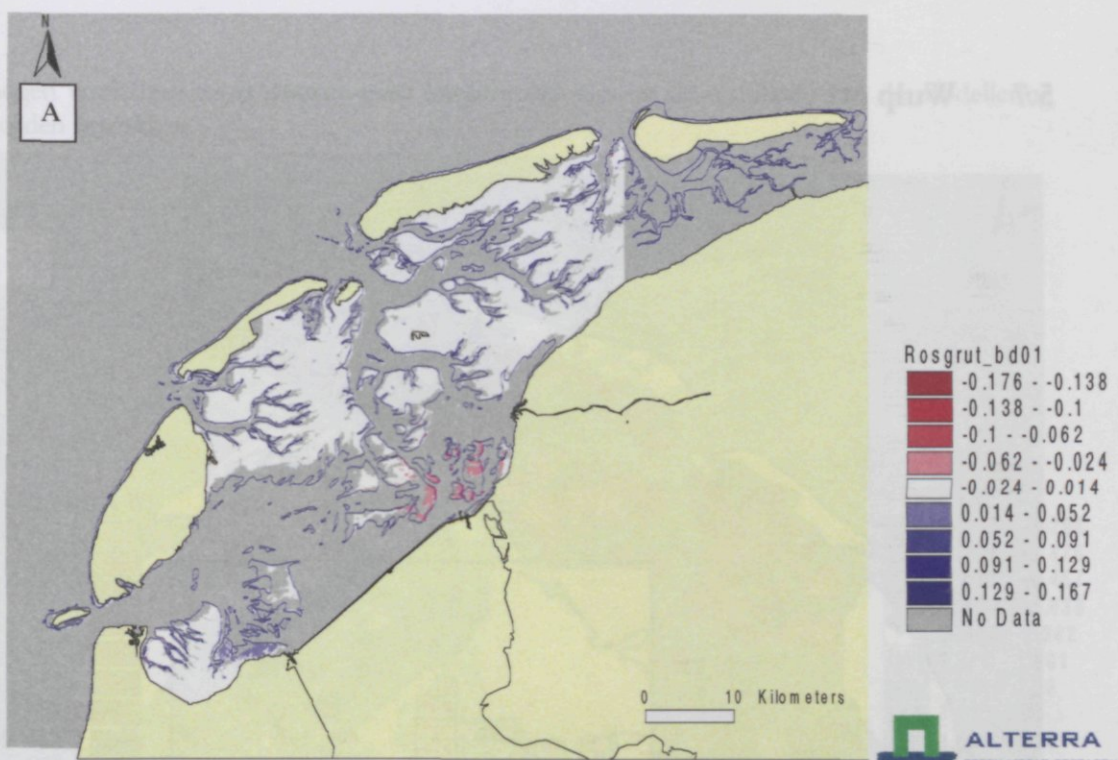 N
A
Rosgrut_bd01
-0.176 - -0.138
-0.138 - -0.1
-0.1 - -0.062
-0.062 - -0.024
-0.024 - 0.014
0.014 - 0.052
0.052 - 0.091
0.091 - 0.129
0.129 - 0.167
No Data
0 10 Kilometers
ALTERRA